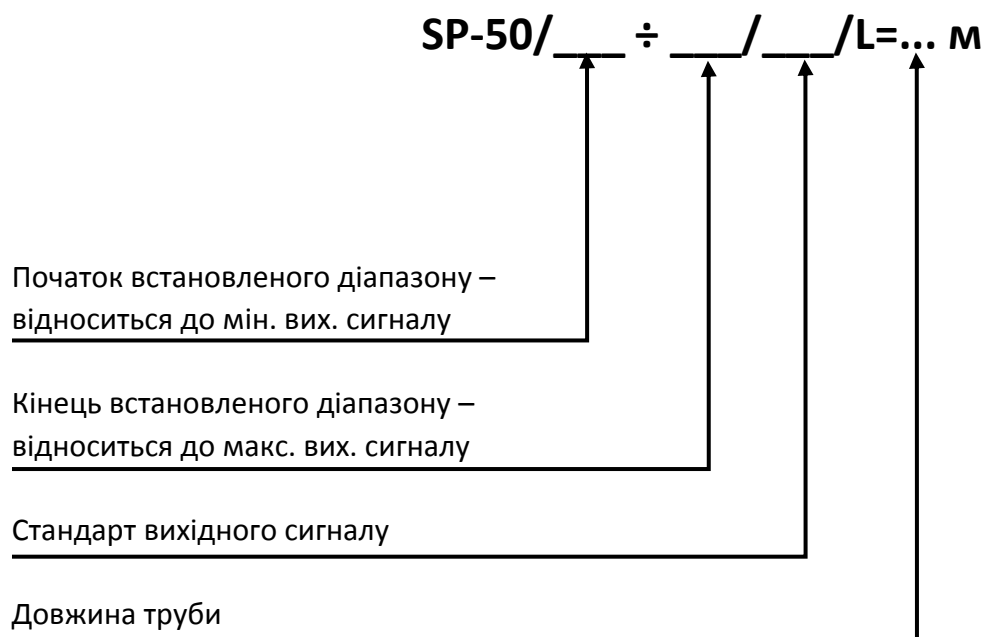 SP-50/___ ÷ ___/___/L=... м
Початок встановленого діапазону –
відноситься до мін. вих. сигналу
Кінець встановленого діапазону –
відноситься до макс. вих. сигналу
Стандарт вихідного сигналу
Довжина труби